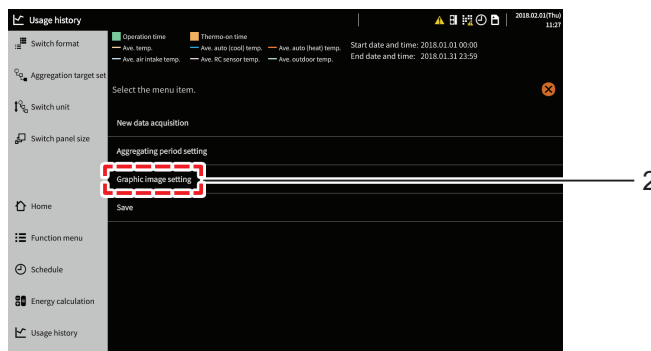 Usage history
2018.02.01(Thu)
11:27
Switch format
Aggregation target set
Switch unit
Switch panel size
Home
Function menu
Schedule
Energy calculation
Usage history
Operation time Thermo-on time
Ave. temp. Ave. auto (cool) temp. Ave. auto (heat) temp.
Ave. air intake temp. Ave. RC sensor temp. Ave. outdoor temp.
Start date and time: 2018.01.01 00:00
End date and time: 2018.01.31 23:59
Select the menu item.
New data acquisition
Aggregating period setting
Graphic image setting
Save
2